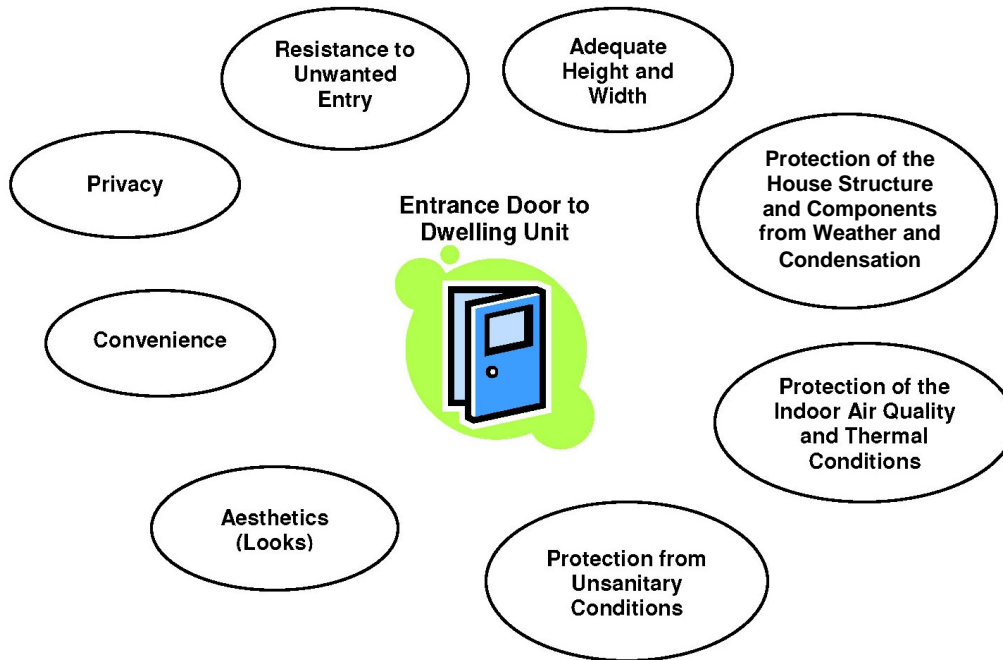 Resistance to
Unwanted
Entry
Adequate
Height and
Width
Privacy
Protection of the
House Structure
and Components
from Weather and
Condensation
Entrance Door to
Dwelling Unit
Convenience
Protection of the
Indoor Air Quality
and Thermal
Conditions
Aesthetics
(Looks)
Protection from
Unsanitary
Conditions